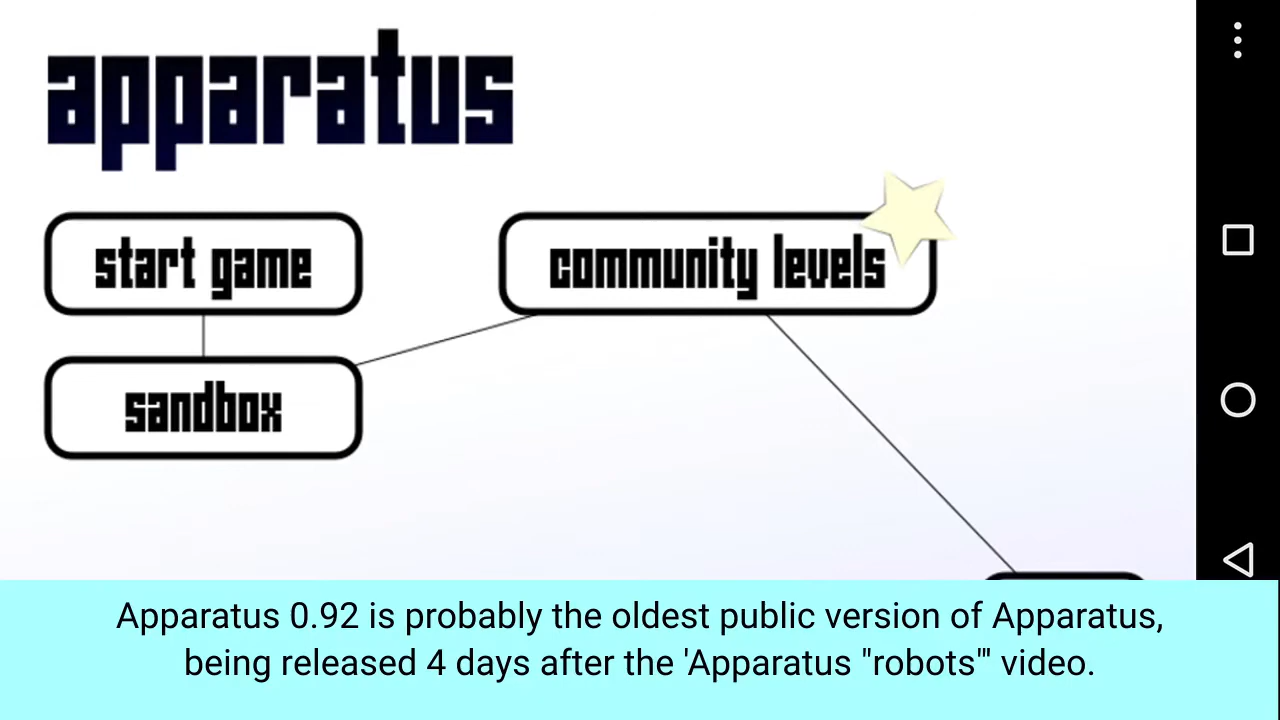 apparatus
start game
community levels
sandbox
Apparatus 0.92 is probably the oldest public version of Apparatus,
being released 4 days after the 'Apparatus "robots"' video.